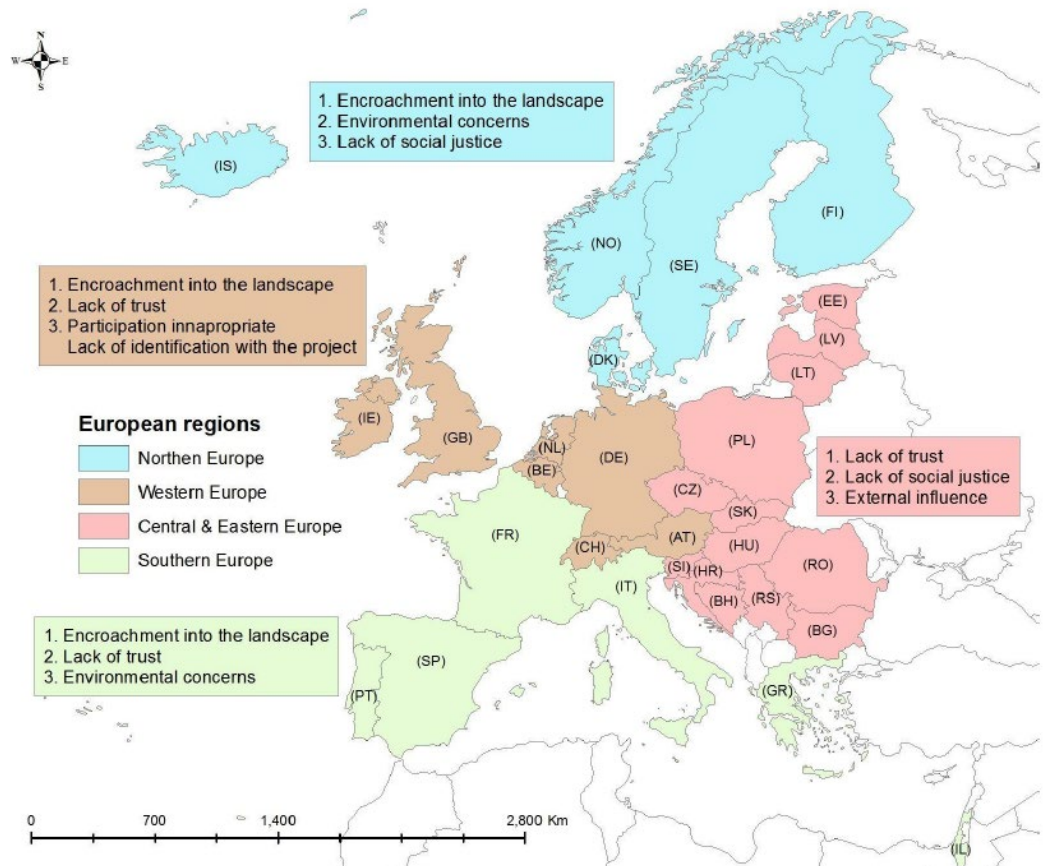 N
W E
S
1. Encroachment into the landscape
2. Environmental concerns
3. Lack of social justice
(IS)
(FI)
(NO)
(SE)
1. Encroachment into the landscape
2. Lack of trust
3. Participation innapropriate
Lack of identification with the project
(EE)
(LV)
(DK)
(LT)
(IE)
(GB)
(NL)
(BE)
(DE)
(PL)
European regions
Northen Europe
Western Europe
Central & Eastern Europe
Southern Europe
1. Lack of trust
2. Lack of social justice
3. External influence
(CZ)
(SK)
(FR)
(CH)
(AT)
(HU)
(SI)
(HR)
(RO)
(IT)
(BH)
(RS)
(BG)
1. Encroachment into the landscape
2. Lack of trust
3. Environmental concerns
(SP)
(PT)
(GR)
0 700 1,400 2,800 Km
(IL)